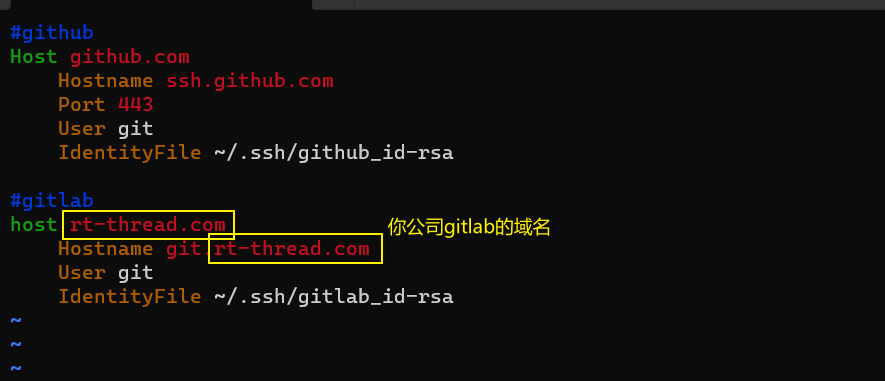 #github
Host github.com
Hostname ssh.github.com
Port 443
User git
IdentityFile ~/.ssh/github_id-rsa
#gitlab
host rt-thread.com 你公司gitlab的域名
Hostname git.rt-thread.com
User git
IdentityFile ~/.ssh/gitlab_id-rsa
~
~
~